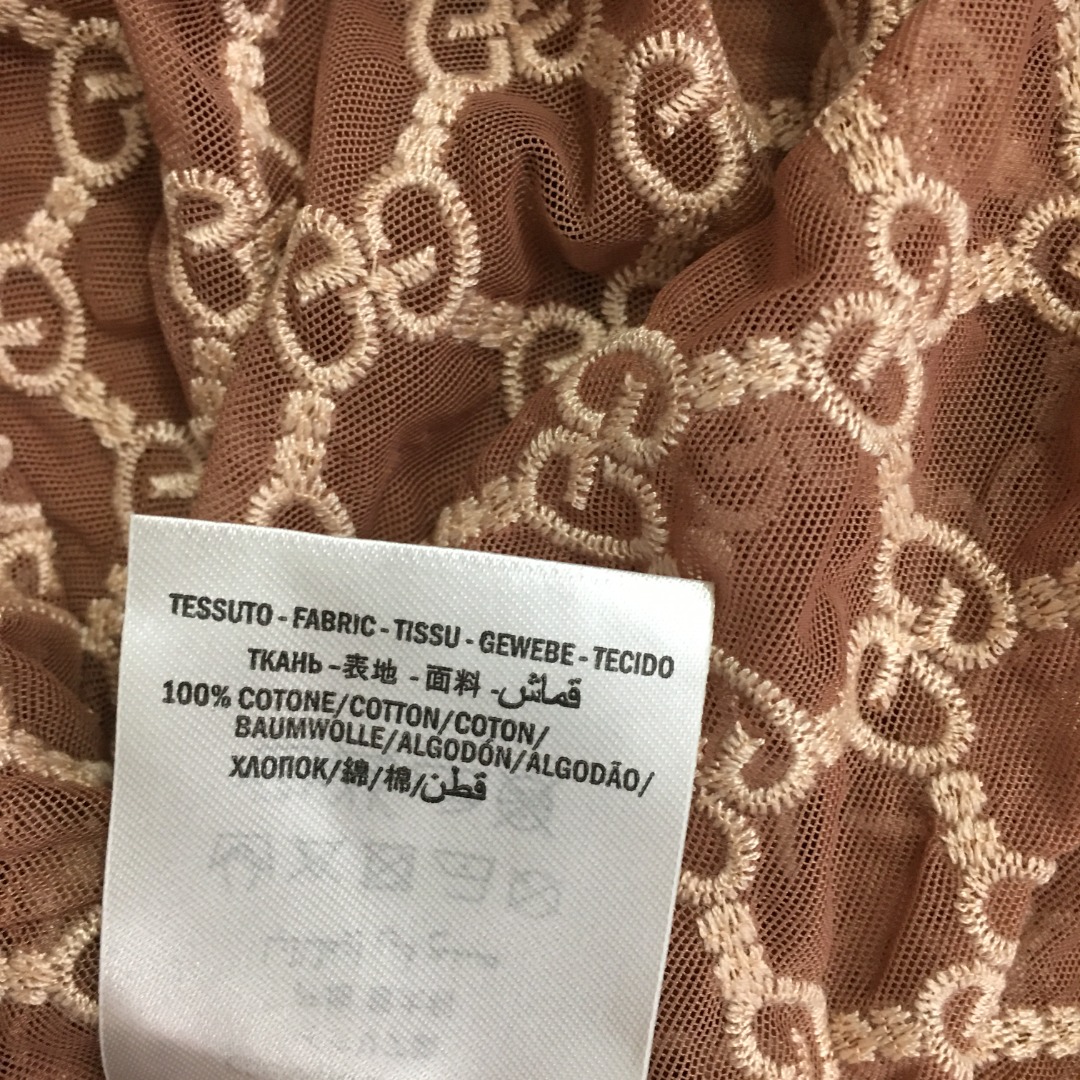 TESSUTO - FABRIC - TISSU - GEWEBE - TECIDO
ТКАНЬ - 表地 - 面料 - قماش
100% COTONE/COTTON/COTON/
BAUMWOLLE/ALGODÓN/ALGODÃO/
ХЛОПОК/綿/棉/قطن